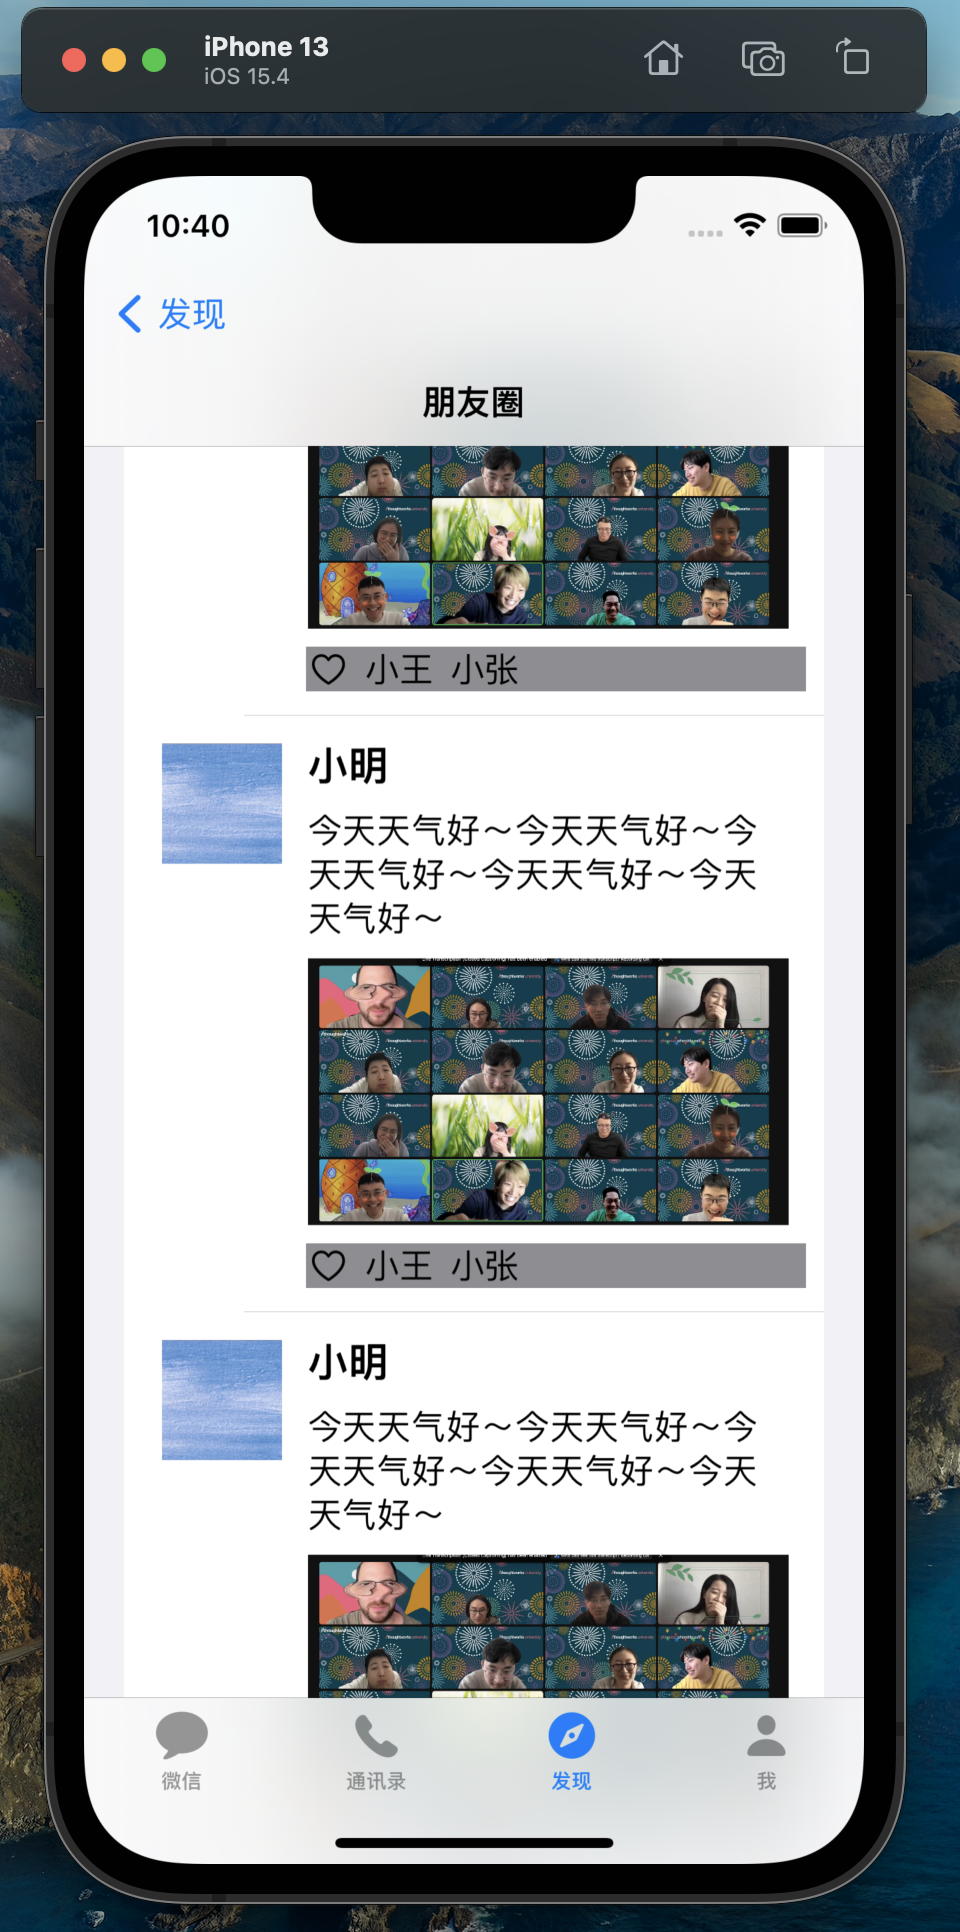 iPhone 13
iOS 15.4
10:40
发现
朋友圈
小王 小张
小明
今天天气好～今天天气好～今
天天气好～今天天气好～今天
天气好～
小王 小张
小明
今天天气好～今天天气好～今
天天气好～今天天气好～今天
天气好～
微信
通讯录
发现
我